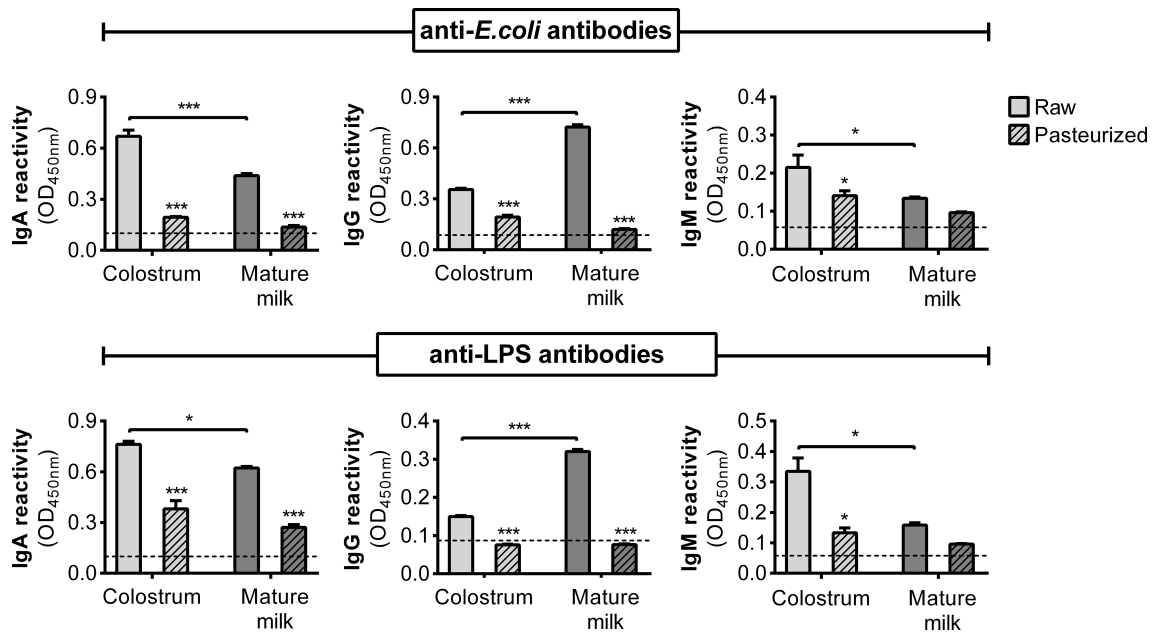 anti-E.coli antibodies
IgA reactivity
(OD450nm)
0.9
0.6
0.3
0.0
***
***
***
Colostrum
Mature
milk
IgG reactivity
(OD450nm)
0.9
0.6
0.3
0.0
***
***
***
Colostrum
Mature
milk
IgM reactivity
(OD450nm)
0.4
0.3
0.2
0.1
0.0
*
*
Colostrum
Mature
milk
Raw
Pasteurized
anti-LPS antibodies
IgA reactivity
(OD450nm)
0.9
0.6
0.3
0.0
*
***
***
Colostrum
Mature
milk
IgG reactivity
(OD450nm)
0.4
0.3
0.2
0.1
0.0
***
***
***
Colostrum
Mature
milk
IgM reactivity
(OD450nm)
0.5
0.4
0.3
0.2
0.1
0.0
*
*
Colostrum
Mature
milk